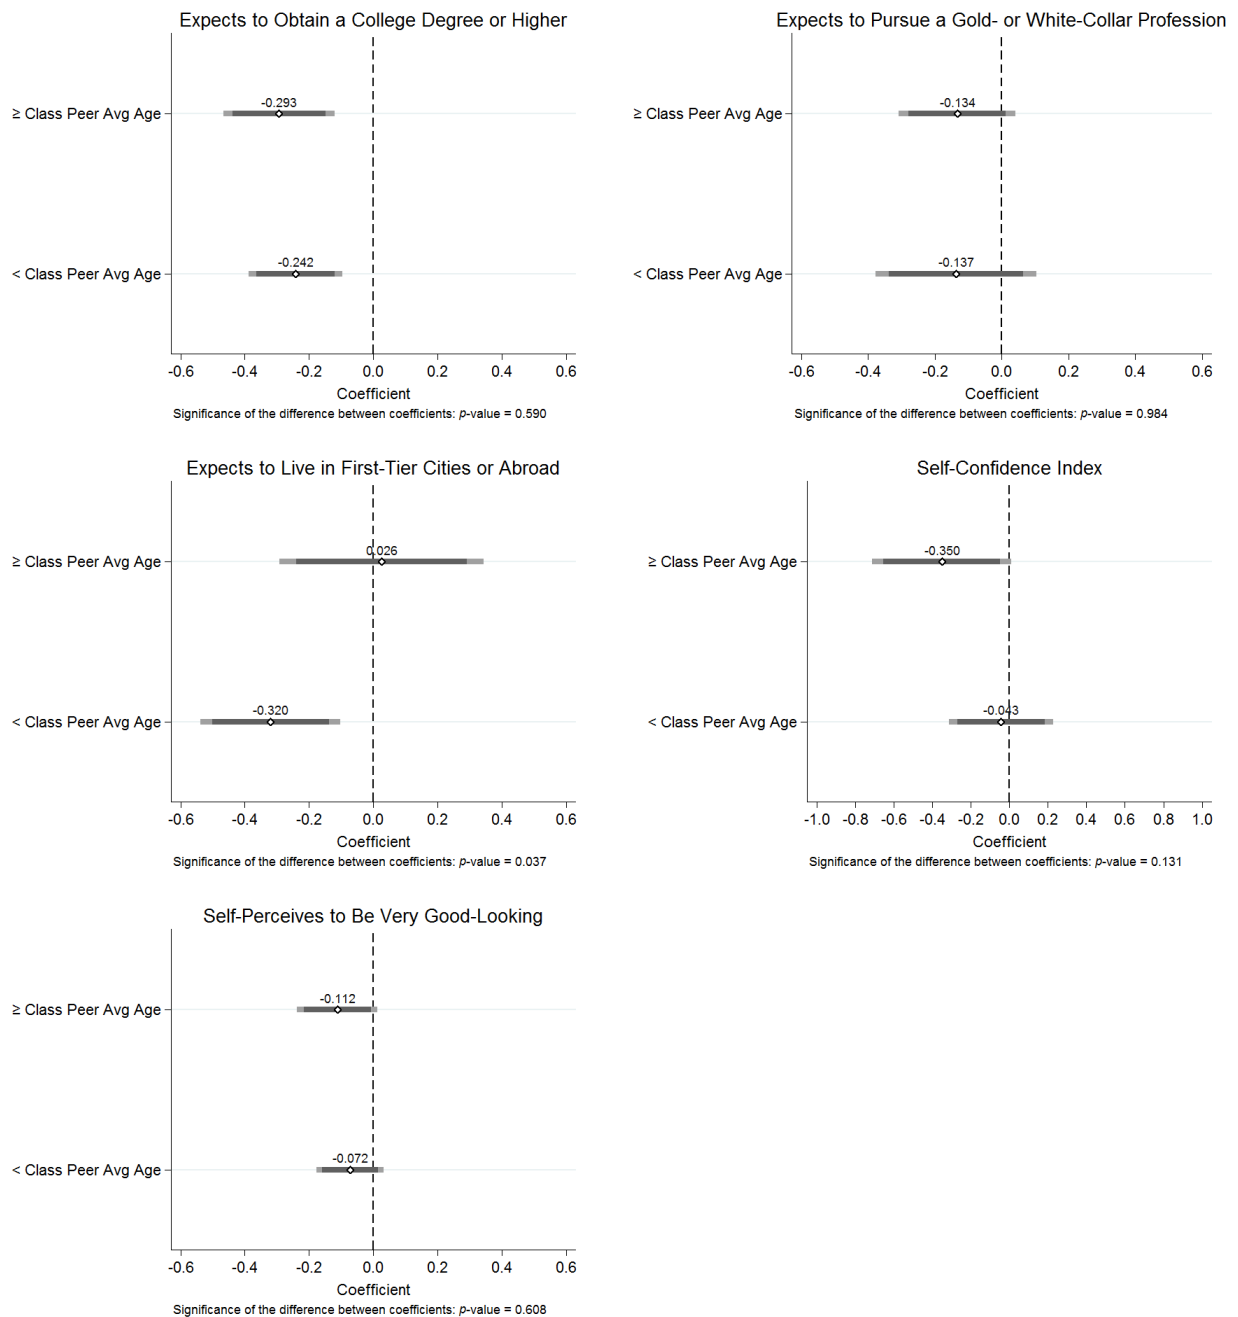 Expects to Obtain a College Degree or Higher
≥ Class Peer Avg Age
-0.293
< Class Peer Avg Age
-0.242
-0.6 -0.4 -0.2 0.0 0.2 0.4 0.6
Coefficient
Significance of the difference between coefficients: p-value = 0.590
Expects to Pursue a Gold- or White-Collar Profession
≥ Class Peer Avg Age
-0.134
< Class Peer Avg Age
-0.137
-0.6 -0.4 -0.2 0.0 0.2 0.4 0.6
Coefficient
Significance of the difference between coefficients: p-value = 0.984
Expects to Live in First-Tier Cities or Abroad
≥ Class Peer Avg Age
0.026
< Class Peer Avg Age
-0.320
-0.6 -0.4 -0.2 0.0 0.2 0.4 0.6
Coefficient
Significance of the difference between coefficients: p-value = 0.037
Self-Confidence Index
≥ Class Peer Avg Age
-0.350
< Class Peer Avg Age
-0.043
-1.0 -0.8 -0.6 -0.4 -0.2 0.0 0.2 0.4 0.6 0.8 1.0
Coefficient
Significance of the difference between coefficients: p-value = 0.131
Self-Perceives to Be Very Good-Looking
≥ Class Peer Avg Age
-0.112
< Class Peer Avg Age
-0.072
-0.6 -0.4 -0.2 0.0 0.2 0.4 0.6
Coefficient
Significance of the difference between coefficients: p-value = 0.608